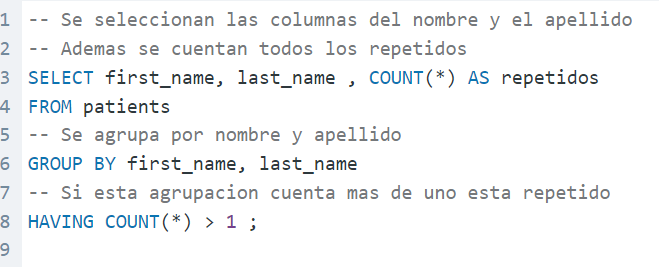 1 -- Se seleccionan las columnas del nombre y el apellido
2 -- Ademas se cuentan todos los repetidos
3 SELECT first_name, last_name , COUNT(*) AS repetidos
4 FROM patients
5 -- Se agrupa por nombre y apellido
6 GROUP BY first_name, last_name
7 -- Si esta agrupacion cuenta mas de uno esta repetido
8 HAVING COUNT(*) > 1 ;
9